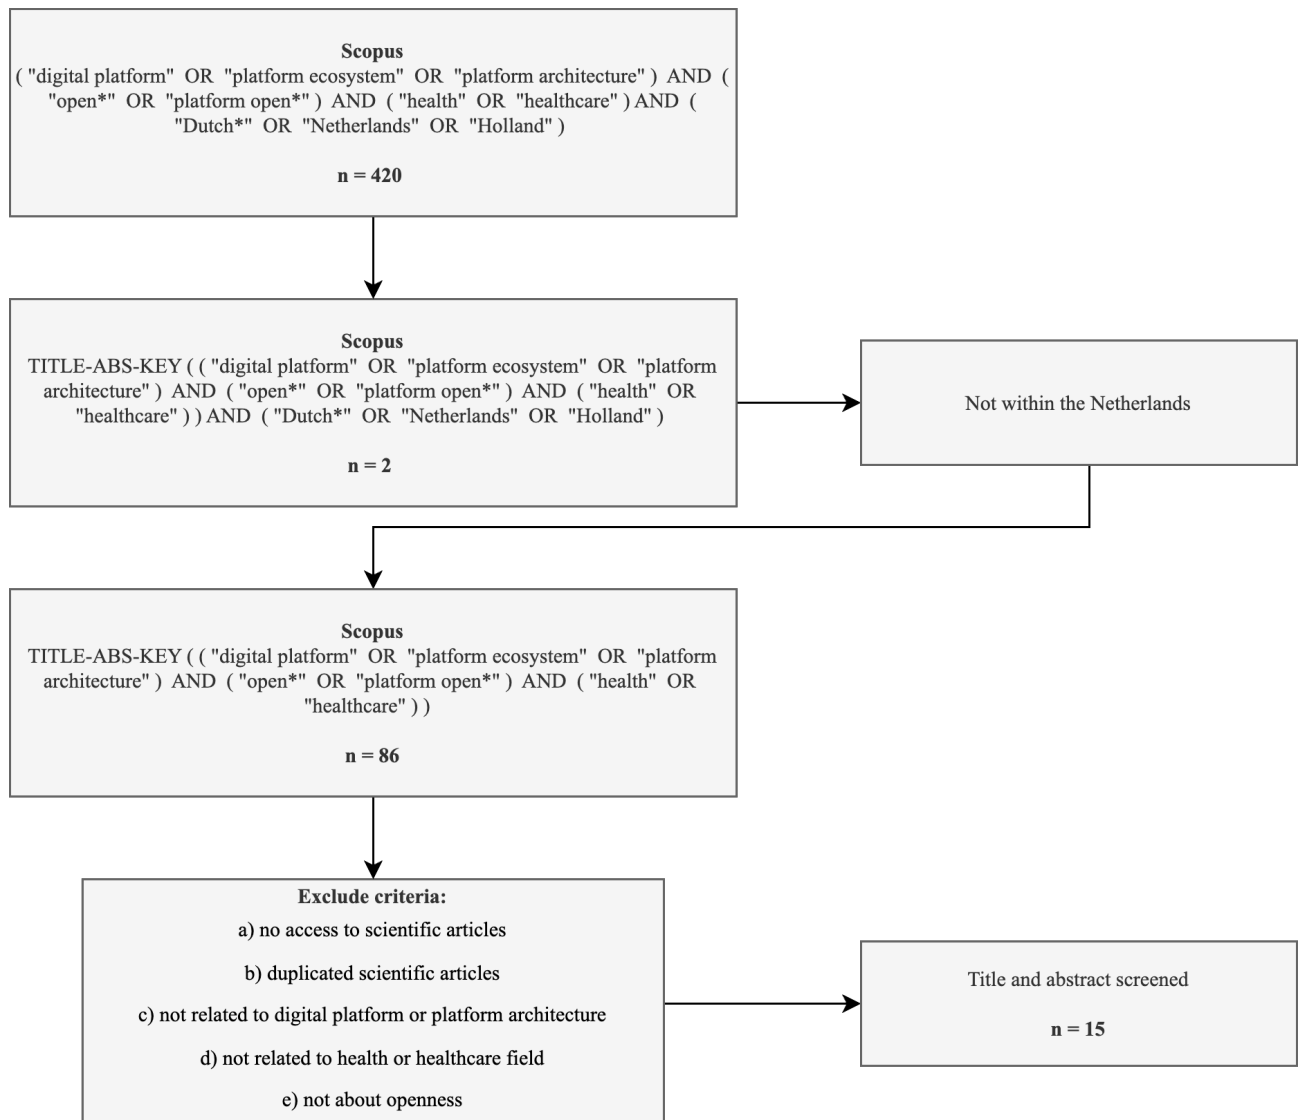 Scopus
( "digital platform" OR "platform ecosystem" OR "platform architecture" ) AND (
"open*" OR "platform open*" ) AND ( "health" OR "healthcare" ) AND (
"Dutch*" OR "Netherlands" OR "Holland" )
n = 420
Scopus
TITLE-ABS-KEY ( ( "digital platform" OR "platform ecosystem" OR "platform
architecture" ) AND ( "open*" OR "platform open*" ) AND ( "health" OR
"healthcare" ) ) AND ( "Dutch*" OR "Netherlands" OR "Holland" )
n = 2
Not within the Netherlands
Scopus
TITLE-ABS-KEY ( ( "digital platform" OR "platform ecosystem" OR "platform
architecture" ) AND ( "open*" OR "platform open*" ) AND ( "health" OR
"healthcare" ) )
n = 86
Exclude criteria:
a) no access to scientific articles
b) duplicated scientific articles
c) not related to digital platform or platform architecture
d) not related to health or healthcare field
e) not about openness
Title and abstract screened
n = 15